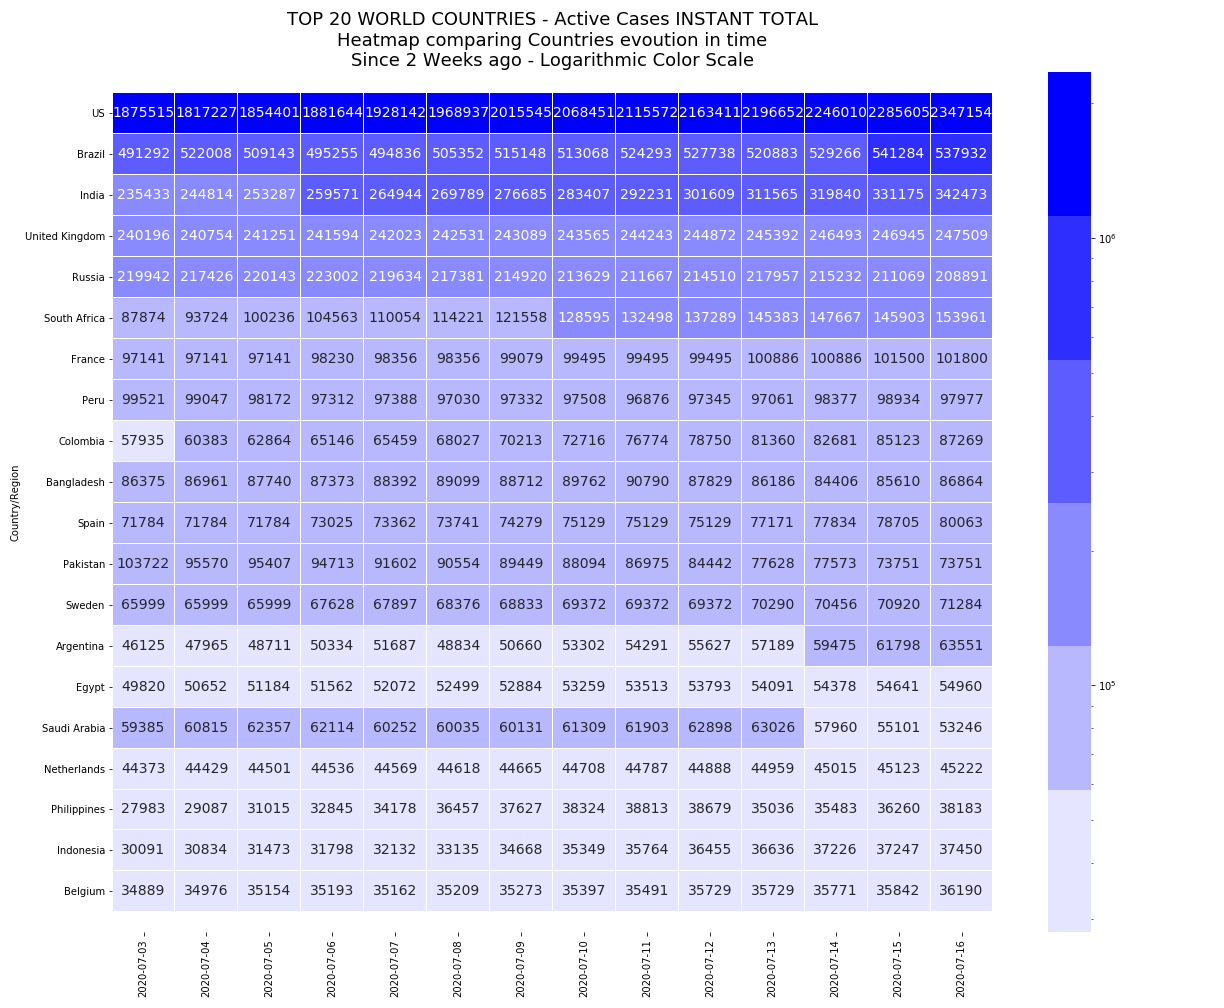 TOP 20 WORLD COUNTRIES - Active Cases INSTANT TOTAL
Heatmap comparing Countries evoution in time
Since 2 Weeks ago - Logarithmic Color Scale
US 1875515 1817227 1854401 1881644 1928142 1968937 2015545 2068451 2115572 2163411 2196652 2246010 2285605 2347154
Brazil 491292 522008 509143 495255 494836 505352 515148 513068 524293 527738 520883 529266 541284 537932
India 235433 244814 253287 259571 264944 269789 276685 283407 292231 301609 311565 319840 331175 342473
United Kingdom 240196 240754 241251 241594 242023 242531 243089 243565 244243 244872 245392 246493 246945 247509
Russia 219942 217426 220143 223002 219634 217381 214920 213629 211667 214510 217957 215232 211069 208891
South Africa 87874 93724 100236 104563 110054 114221 121558 128595 132498 137289 145383 147667 145903 153961
France 97141 97141 97141 98230 98356 98356 99079 99495 99495 99495 100886 100886 101500 101800
Peru 99521 99047 98172 97312 97388 97030 97332 97508 96876 97345 97061 98377 98934 97977
Colombia 57935 60383 62864 65146 65459 68027 70213 72716 76774 78750 81360 82681 85123 87269
Bangladesh 86375 86961 87740 87373 88392 89099 88712 89762 90790 87829 86186 84406 85610 86864
Spain 71784 71784 71784 73025 73362 73741 74279 75129 75129 75129 77171 77834 78705 80063
Pakistan 103722 95570 95407 94713 91602 90554 89449 88094 86975 84442 77628 77573 73751 73751
Sweden 65999 65999 65999 67628 67897 68376 68833 69372 69372 69372 70290 70456 70920 71284
Argentina 46125 47965 48711 50334 51687 48834 50660 53302 54291 55627 57189 59475 61798 63551
Egypt 49820 50652 51184 51562 52072 52499 52884 53259 53513 53793 54091 54378 54641 54960
Saudi Arabia 59385 60815 62357 62114 60252 60035 60131 61309 61903 62898 63026 57960 55101 53246
Netherlands 44373 44429 44501 44536 44569 44618 44665 44708 44787 44888 44959 45015 45123 45222
Philippines 27983 29087 31015 32845 34178 36457 37627 38324 38813 38679 35036 35483 36260 38183
Indonesia 30091 30834 31473 31798 32132 33135 34668 35349 35764 36455 36636 37226 37247 37450
Belgium 34889 34976 35154 35193 35162 35209 35273 35397 35491 35729 35729 35771 35842 36190
Country/Region
2020-07-03 2020-07-04 2020-07-05 2020-07-06 2020-07-07 2020-07-08 2020-07-09 2020-07-10 2020-07-11 2020-07-12 2020-07-13 2020-07-14 2020-07-15 2020-07-16
10⁶
10⁵